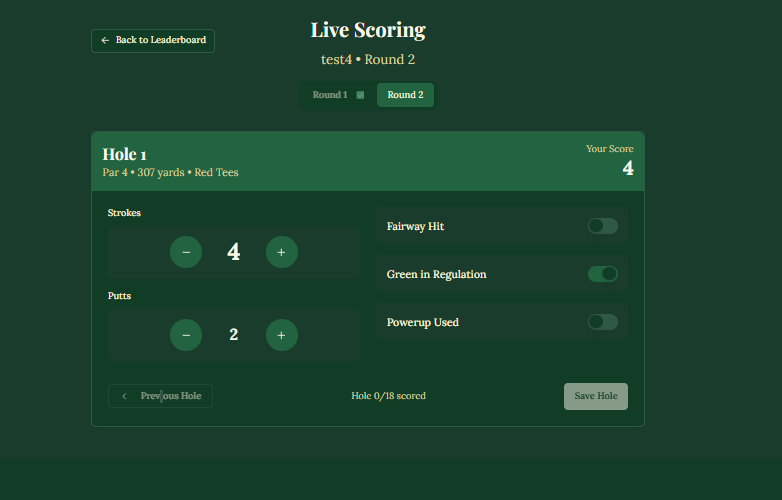 Live Scoring
← Back to Leaderboard
test4 • Round 2
Round 1 Round 2
Hole 1
Par 4 • 307 yards • Red Tees
Your Score
4
Strokes
− 4 +
Putts
− 2 +
Fairway Hit
Green in Regulation
Powerup Used
Previous Hole
Hole 0/18 scored
Save Hole